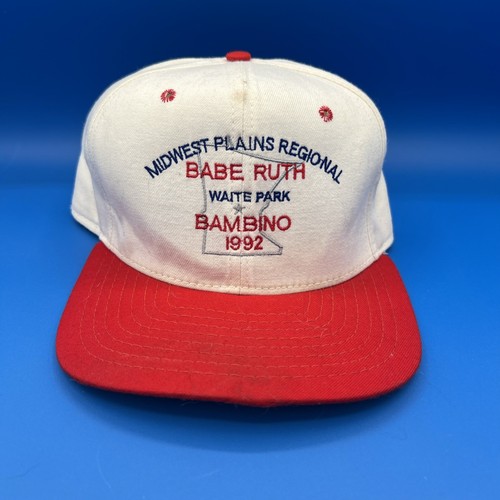 MIDWEST PLAINS REGIONAL
BABE RUTH
WAITE PARK
BAMBINO
1992